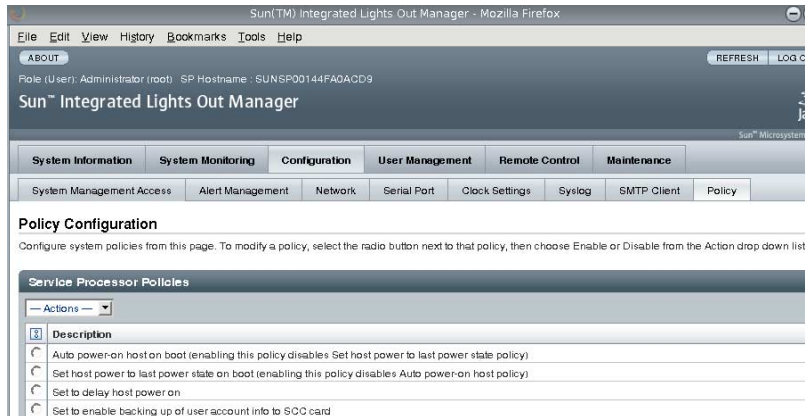 Sun(TM) Integrated Lights Out Manager - Mozilla Firefox
File Edit View History Bookmarks Tools Help
ABOUT REFRESH LOG
Role (User): Administrator (root) SP Hostname : SUNSP00144FA0ACD9
Sun™ Integrated Lights Out Manager
Sun™ Microsystem
System Information System Monitoring Configuration User Management Remote Control Maintenance
System Management Access Alert Management Network Serial Port Clock Settings Syslog SMTP Client Policy
Policy Configuration
Configure system policies from this page. To modify a policy, select the radio button next to that policy, then choose Enable or Disable from the Action drop down list
Service Processor Policies
— Actions —
Description
Auto power-on host on boot (enabling this policy disables Set host power to last power state policy)
Set host power to last power state on boot (enabling this policy disables Auto power-on host policy)
Set to delay host power on
Set to enable backing up of user account info to SCC card